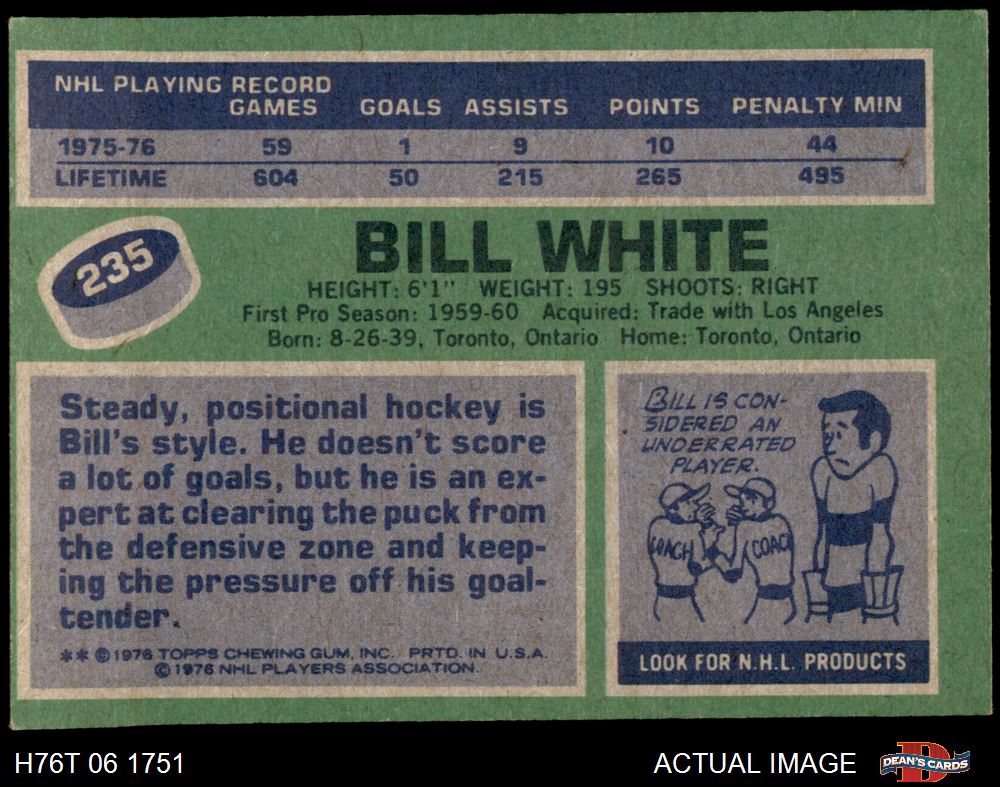 NHL PLAYING RECORD
GAMES GOALS ASSISTS POINTS PENALTY MIN
1975-76 59 1 9 10 44
LIFETIME 604 50 215 265 495
235
BILL WHITE
HEIGHT: 6'1" WEIGHT: 195 SHOOTS: RIGHT
First Pro Season: 1959-60 Acquired: Trade with Los Angeles
Born: 8-26-39, Toronto, Ontario Home: Toronto, Ontario
Steady, positional hockey is
Bill's style. He doesn't score
a lot of goals, but he is an ex-
pert at clearing the puck from
the defensive zone and keep-
ing the pressure off his goal-
tender.
** © 1976 TOPPS CHEWING GUM, INC. PRTD. IN U.S.A.
© 1976 NHL PLAYERS ASSOCIATION.
BILL IS CON-
SIDERED AN
UNDERRATED
PLAYER.
COACH COACH
LOOK FOR N.H.L. PRODUCTS
H76T 06 1751 ACTUAL IMAGE
D
DEAN'S CARDS